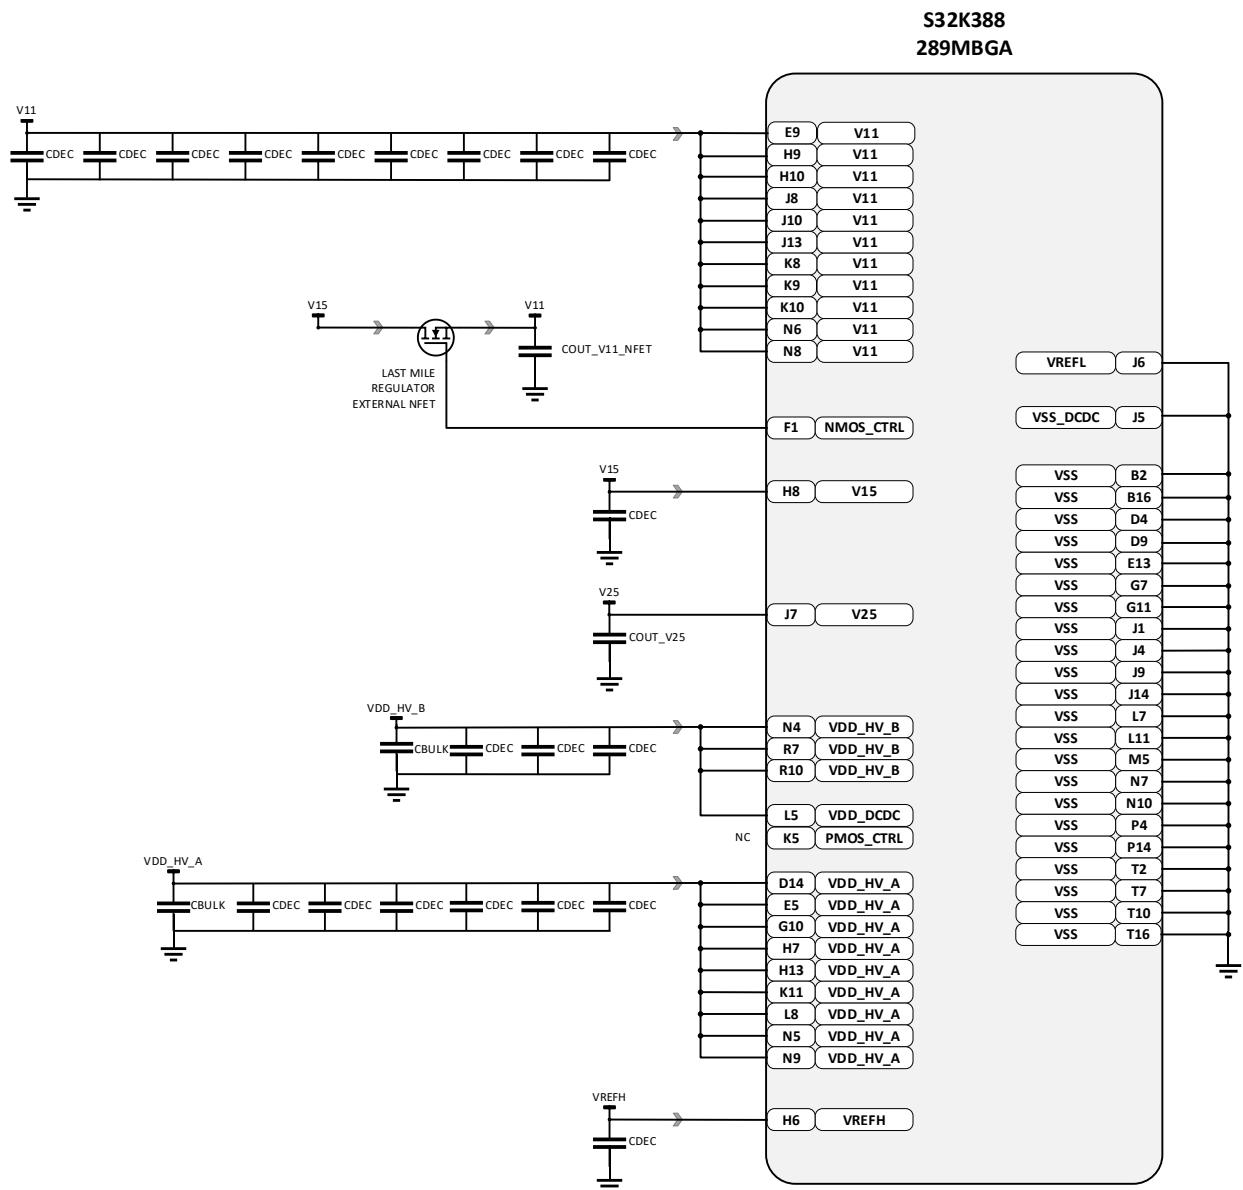 S32K388
289MBGA
V11
CDEC CDEC CDEC CDEC CDEC CDEC CDEC CDEC CDEC
E9 V11
H9 V11
H10 V11
J8 V11
J10 V11
J13 V11
K8 V11
K9 V11
K10 V11
N6 V11
N8 V11
V15 V11
COUT_V11_NFET
LAST MILE
REGULATOR
EXTERNAL NFET
VREFL J6
VSS_DCDC J5
F1 NMOS_CTRL
V15
H8 V15
CDEC
V25
J7 V25
COUT_V25
VSS B2
VSS B16
VSS D4
VSS D9
VSS E13
VSS G7
VSS G11
VSS J1
VSS J4
VSS J9
VSS J14
VSS L7
VSS L11
VSS M5
VSS N7
VSS N10
VSS P4
VSS P14
VSS T2
VSS T7
VSS T10
VSS T16
VDD_HV_B
CBULK CDEC CDEC CDEC
N4 VDD_HV_B
R7 VDD_HV_B
R10 VDD_HV_B
L5 VDD_DCDC
NC K5 PMOS_CTRL
VDD_HV_A
CBULK CDEC CDEC CDEC CDEC CDEC CDEC
D14 VDD_HV_A
E5 VDD_HV_A
G10 VDD_HV_A
H7 VDD_HV_A
H13 VDD_HV_A
K11 VDD_HV_A
L8 VDD_HV_A
N5 VDD_HV_A
N9 VDD_HV_A
VREFH
H6 VREFH
CDEC